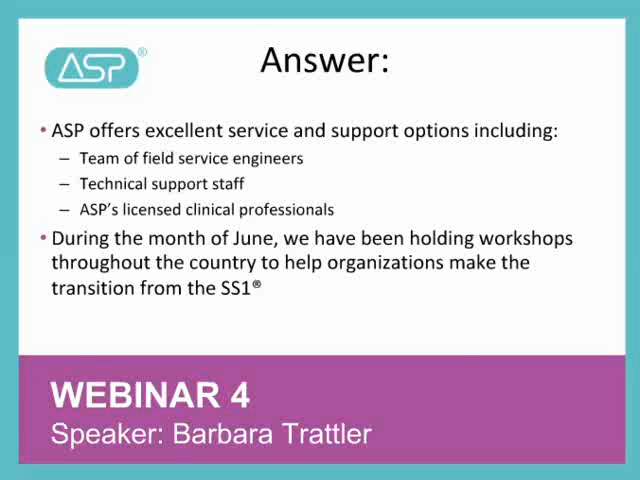 ASP®
Answer:
• ASP offers excellent service and support options including:
– Team of field service engineers
– Technical support staff
– ASP's licensed clinical professionals
• During the month of June, we have been holding workshops
throughout the country to help organizations make the
transition from the SS1®
WEBINAR 4
Speaker: Barbara Trattler